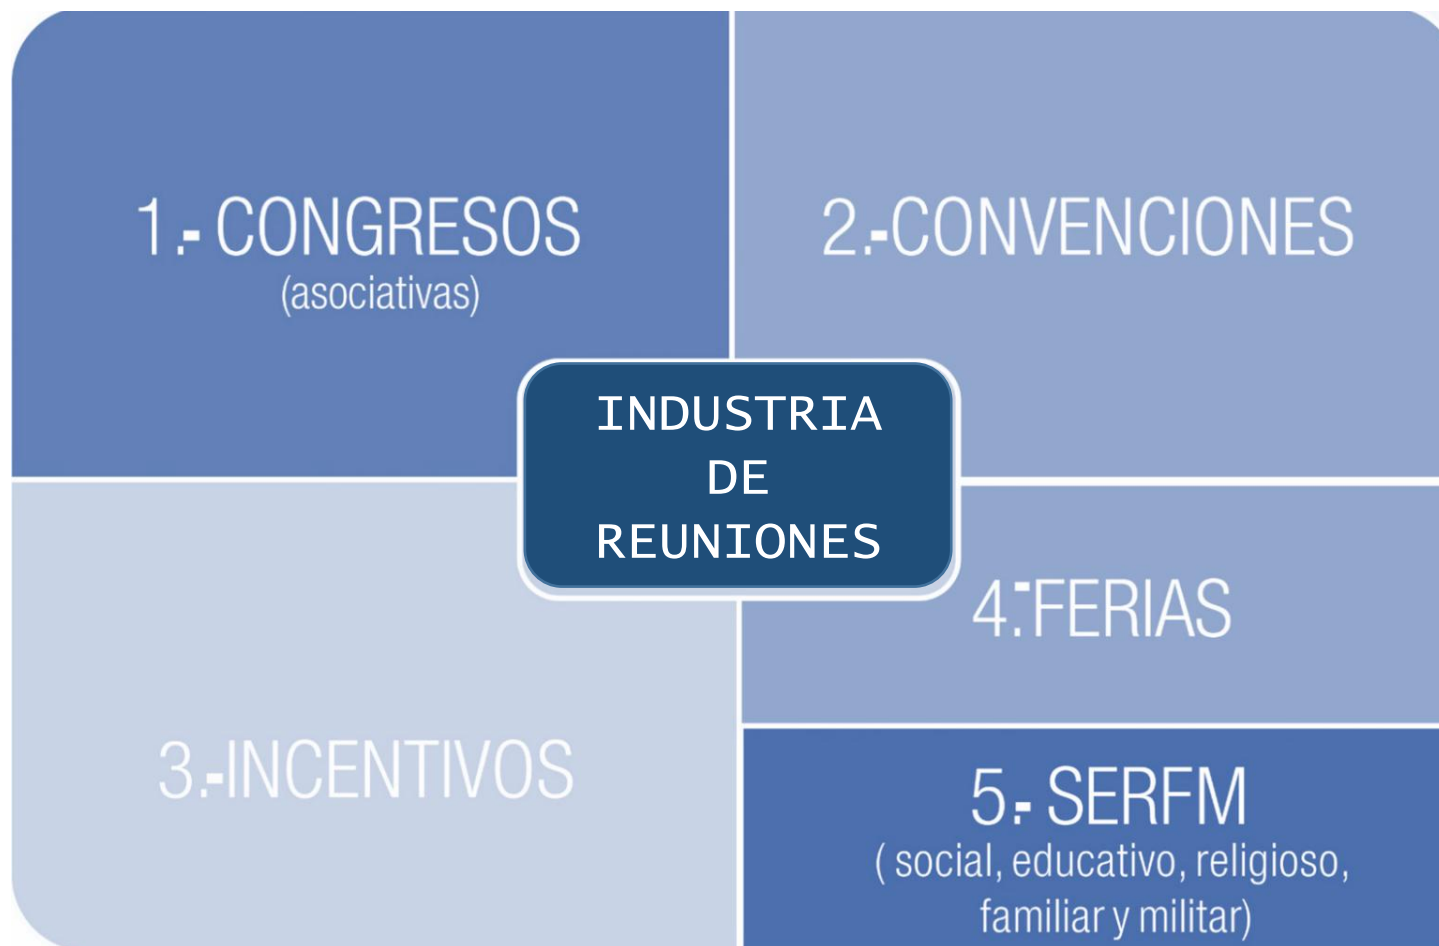 1.- CONGRESOS
(asociativas)
2.-CONVENCIONES
INDUSTRIA
DE
REUNIONES
3.-INCENTIVOS
4.-FERIAS
5.- SERFM
( social, educativo, religioso,
familiar y militar)